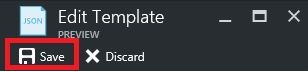 JSON
Edit Template
PREVIEW
Save
Discard